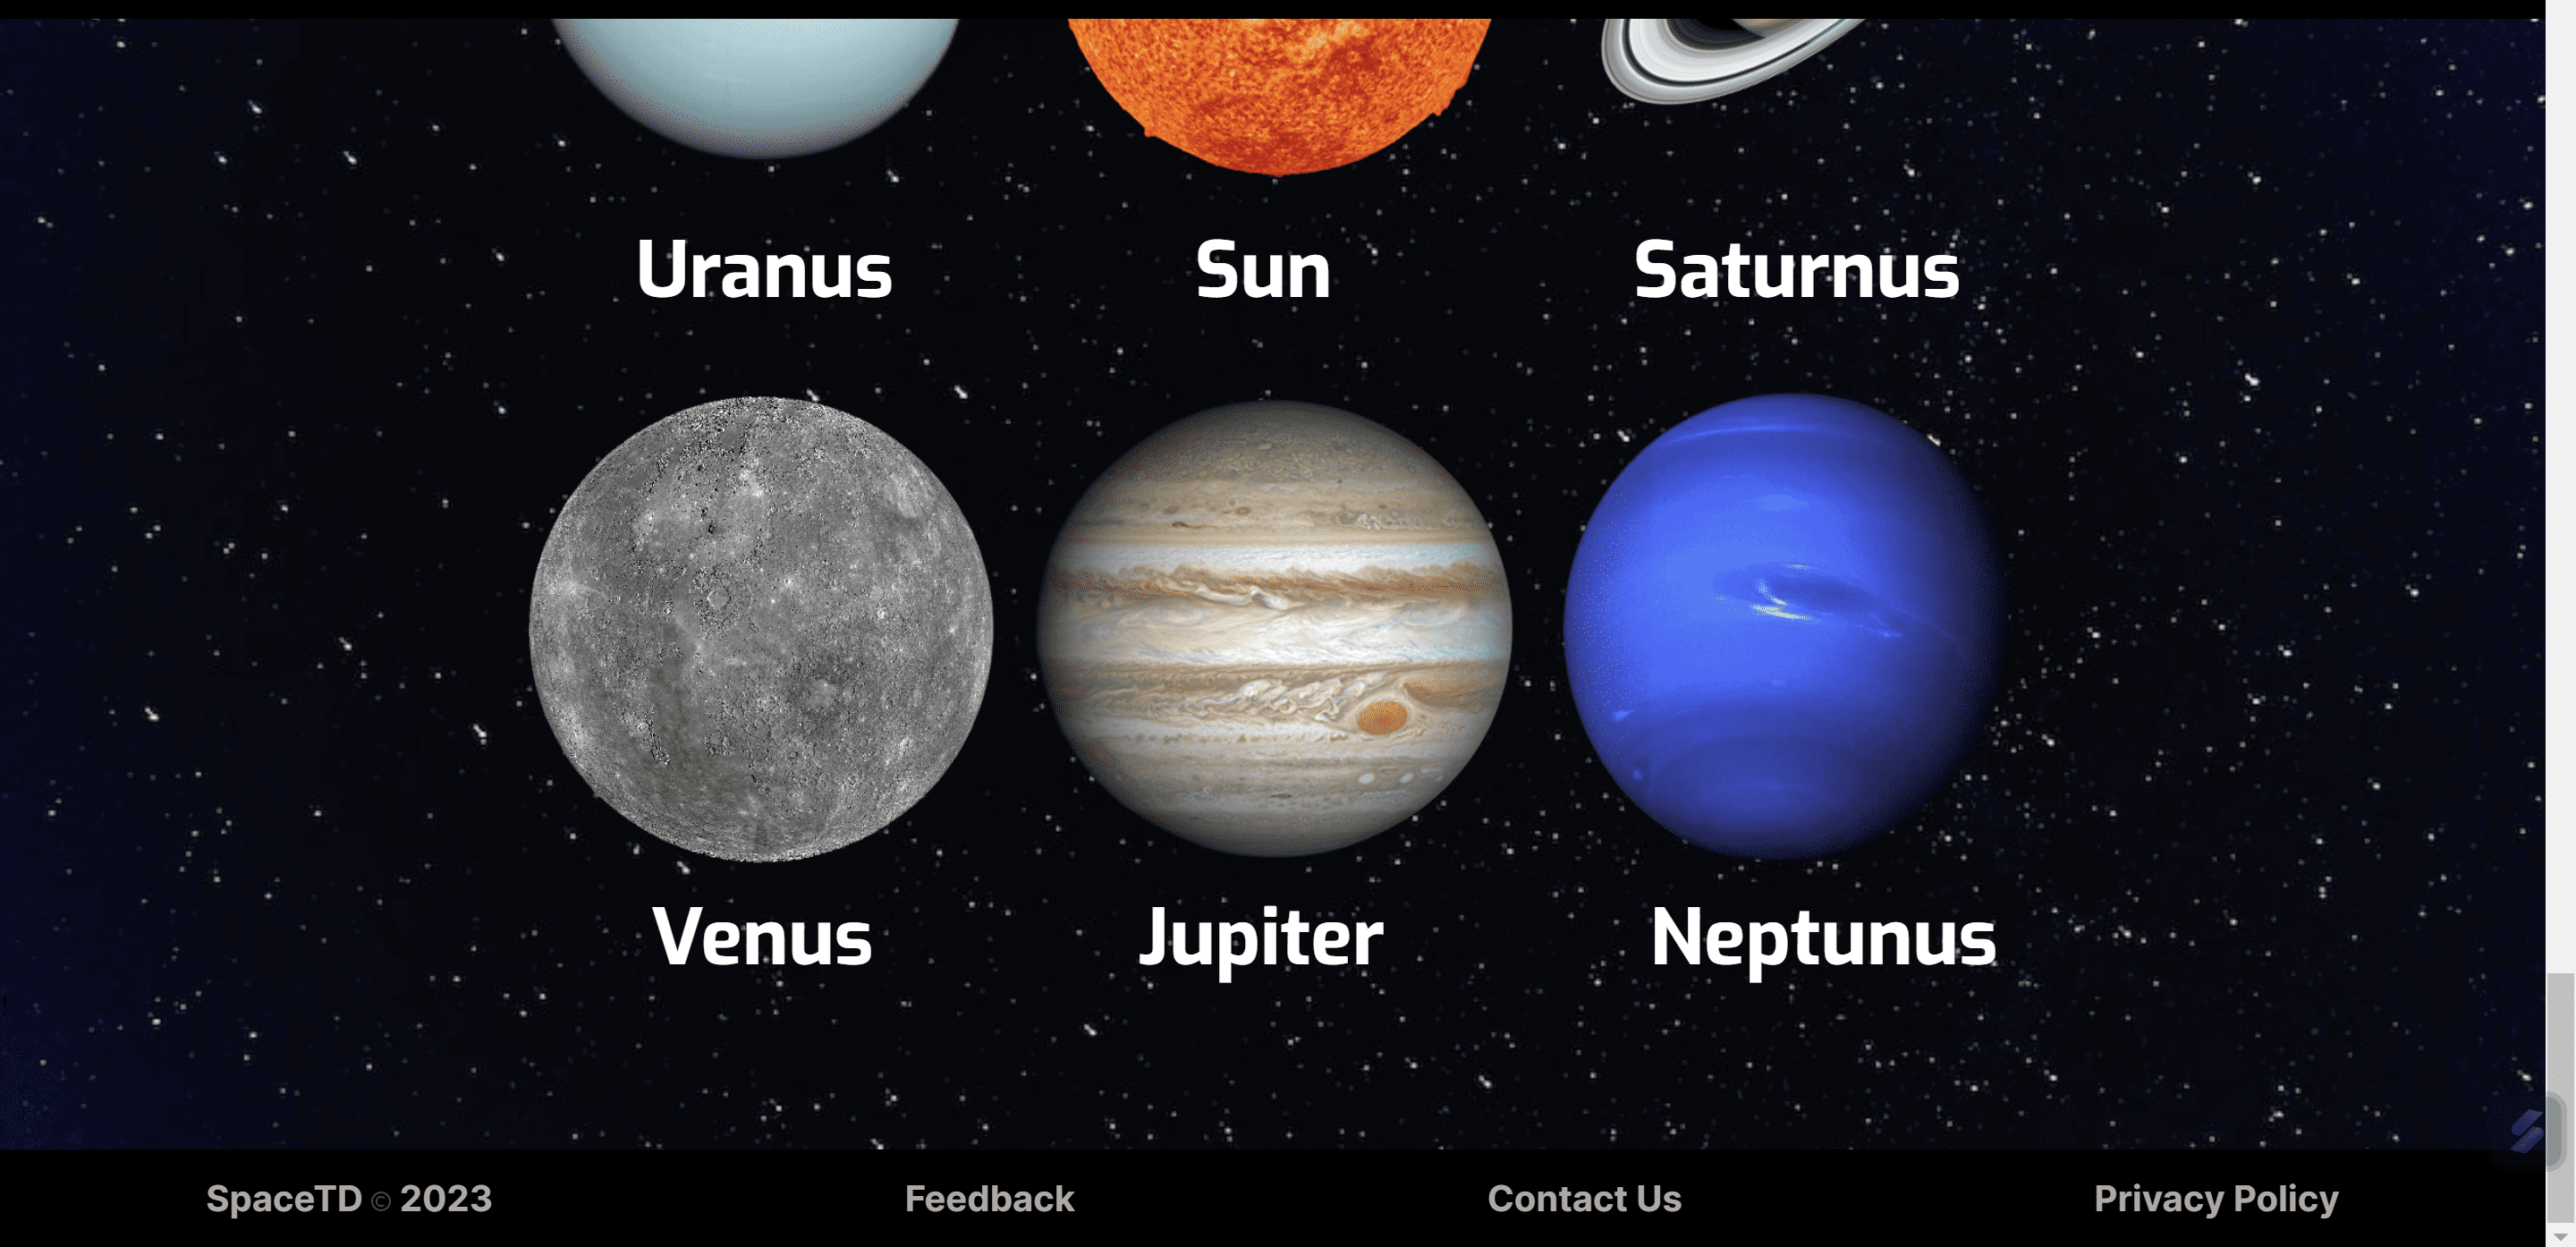 Uranus
Sun
Saturnus
Venus
Jupiter
Neptunus
SpaceTD © 2023
Feedback
Contact Us
Privacy Policy